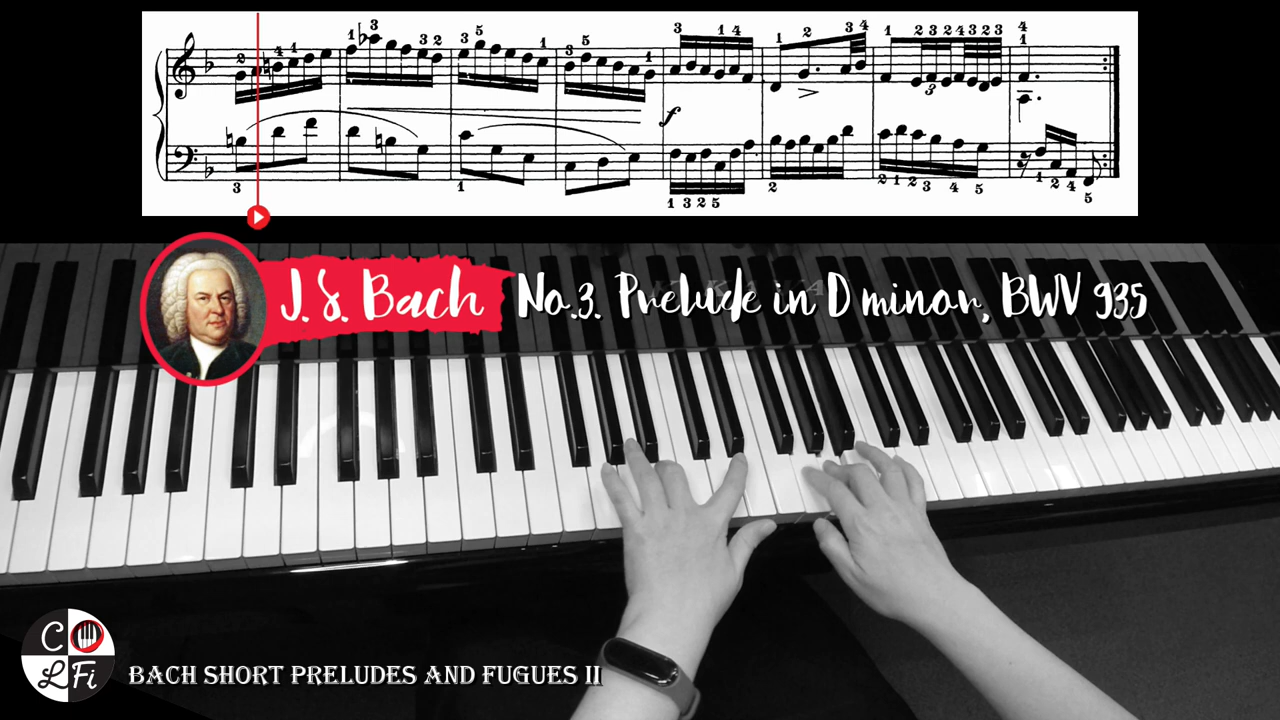 J. S. Bach No.3. Prelude in D minor, BWV 935
CO
LFi
BACH SHORT PRELUDES AND FUGUES II